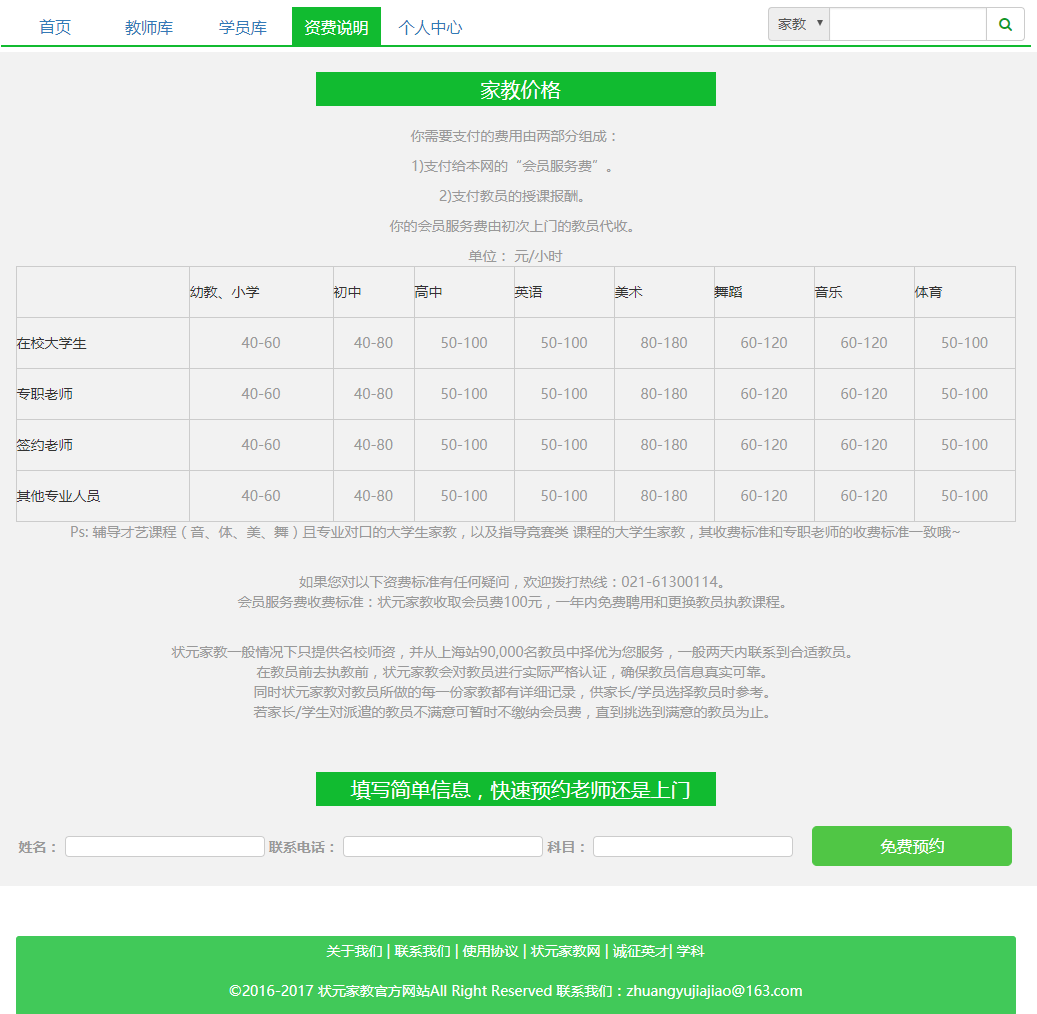 首页 教师库 学员库 资费说明 个人中心 家教
家教价格
你需要支付的费用由两部分组成：
1)支付给本网的“会员服务费”。
2)支付教员的授课报酬。
你的会员服务费由初次上门的教员代收。
单位： 元/小时
幼教、小学 初中 高中 英语 美术 舞蹈 音乐 体育
在校大学生 40-60 40-80 50-100 50-100 80-180 60-120 60-120 50-100
专职老师 40-60 40-80 50-100 50-100 80-180 60-120 60-120 50-100
签约老师 40-60 40-80 50-100 50-100 80-180 60-120 60-120 50-100
其他专业人员 40-60 40-80 50-100 50-100 80-180 60-120 60-120 50-100
Ps: 辅导才艺课程（音、体、美、舞）且专业对口的大学生家教，以及指导竞赛类 课程的大学生家教，其收费标准和专职老师的收费标准一致哦~
如果您对以下资费标准有任何疑问，欢迎拨打热线：021-61300114。
会员服务费收费标准：状元家教收取会员费100元，一年内免费聘用和更换教员执教课程。
状元家教一般情况下只提供名校师资，并从上海站90,000名教员中择优为您服务，一般两天内联系到合适教员。
在教员前去执教前，状元家教会对教员进行实际严格认证，确保教员信息真实可靠。
同时状元家教对教员所做的每一份家教都有详细记录，供家长/学员选择教员时参考。
若家长/学生对派遣的教员不满意可暂时不缴纳会员费，直到挑选到满意的教员为止。
填写简单信息，快速预约老师还是上门
姓名： 联系电话： 科目： 免费预约
关于我们 | 联系我们 | 使用协议 | 状元家教网 | 诚征英才| 学科
©2016-2017 状元家教官方网站All Right Reserved 联系我们：zhuangyujiajiao@163.com